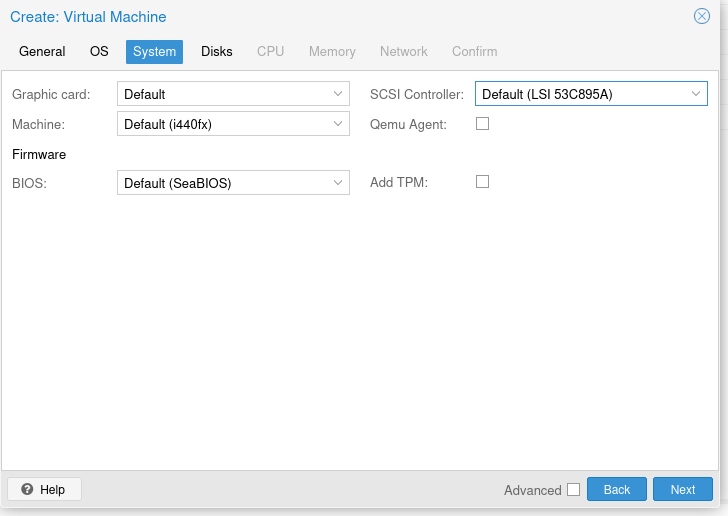 Create: Virtual Machine
General OS System Disks CPU Memory Network Confirm
Graphic card: Default SCSI Controller: Default (LSI 53C895A)
Machine: Default (i440fx) Qemu Agent:
Firmware
BIOS: Default (SeaBIOS) Add TPM:
Help Advanced Back Next